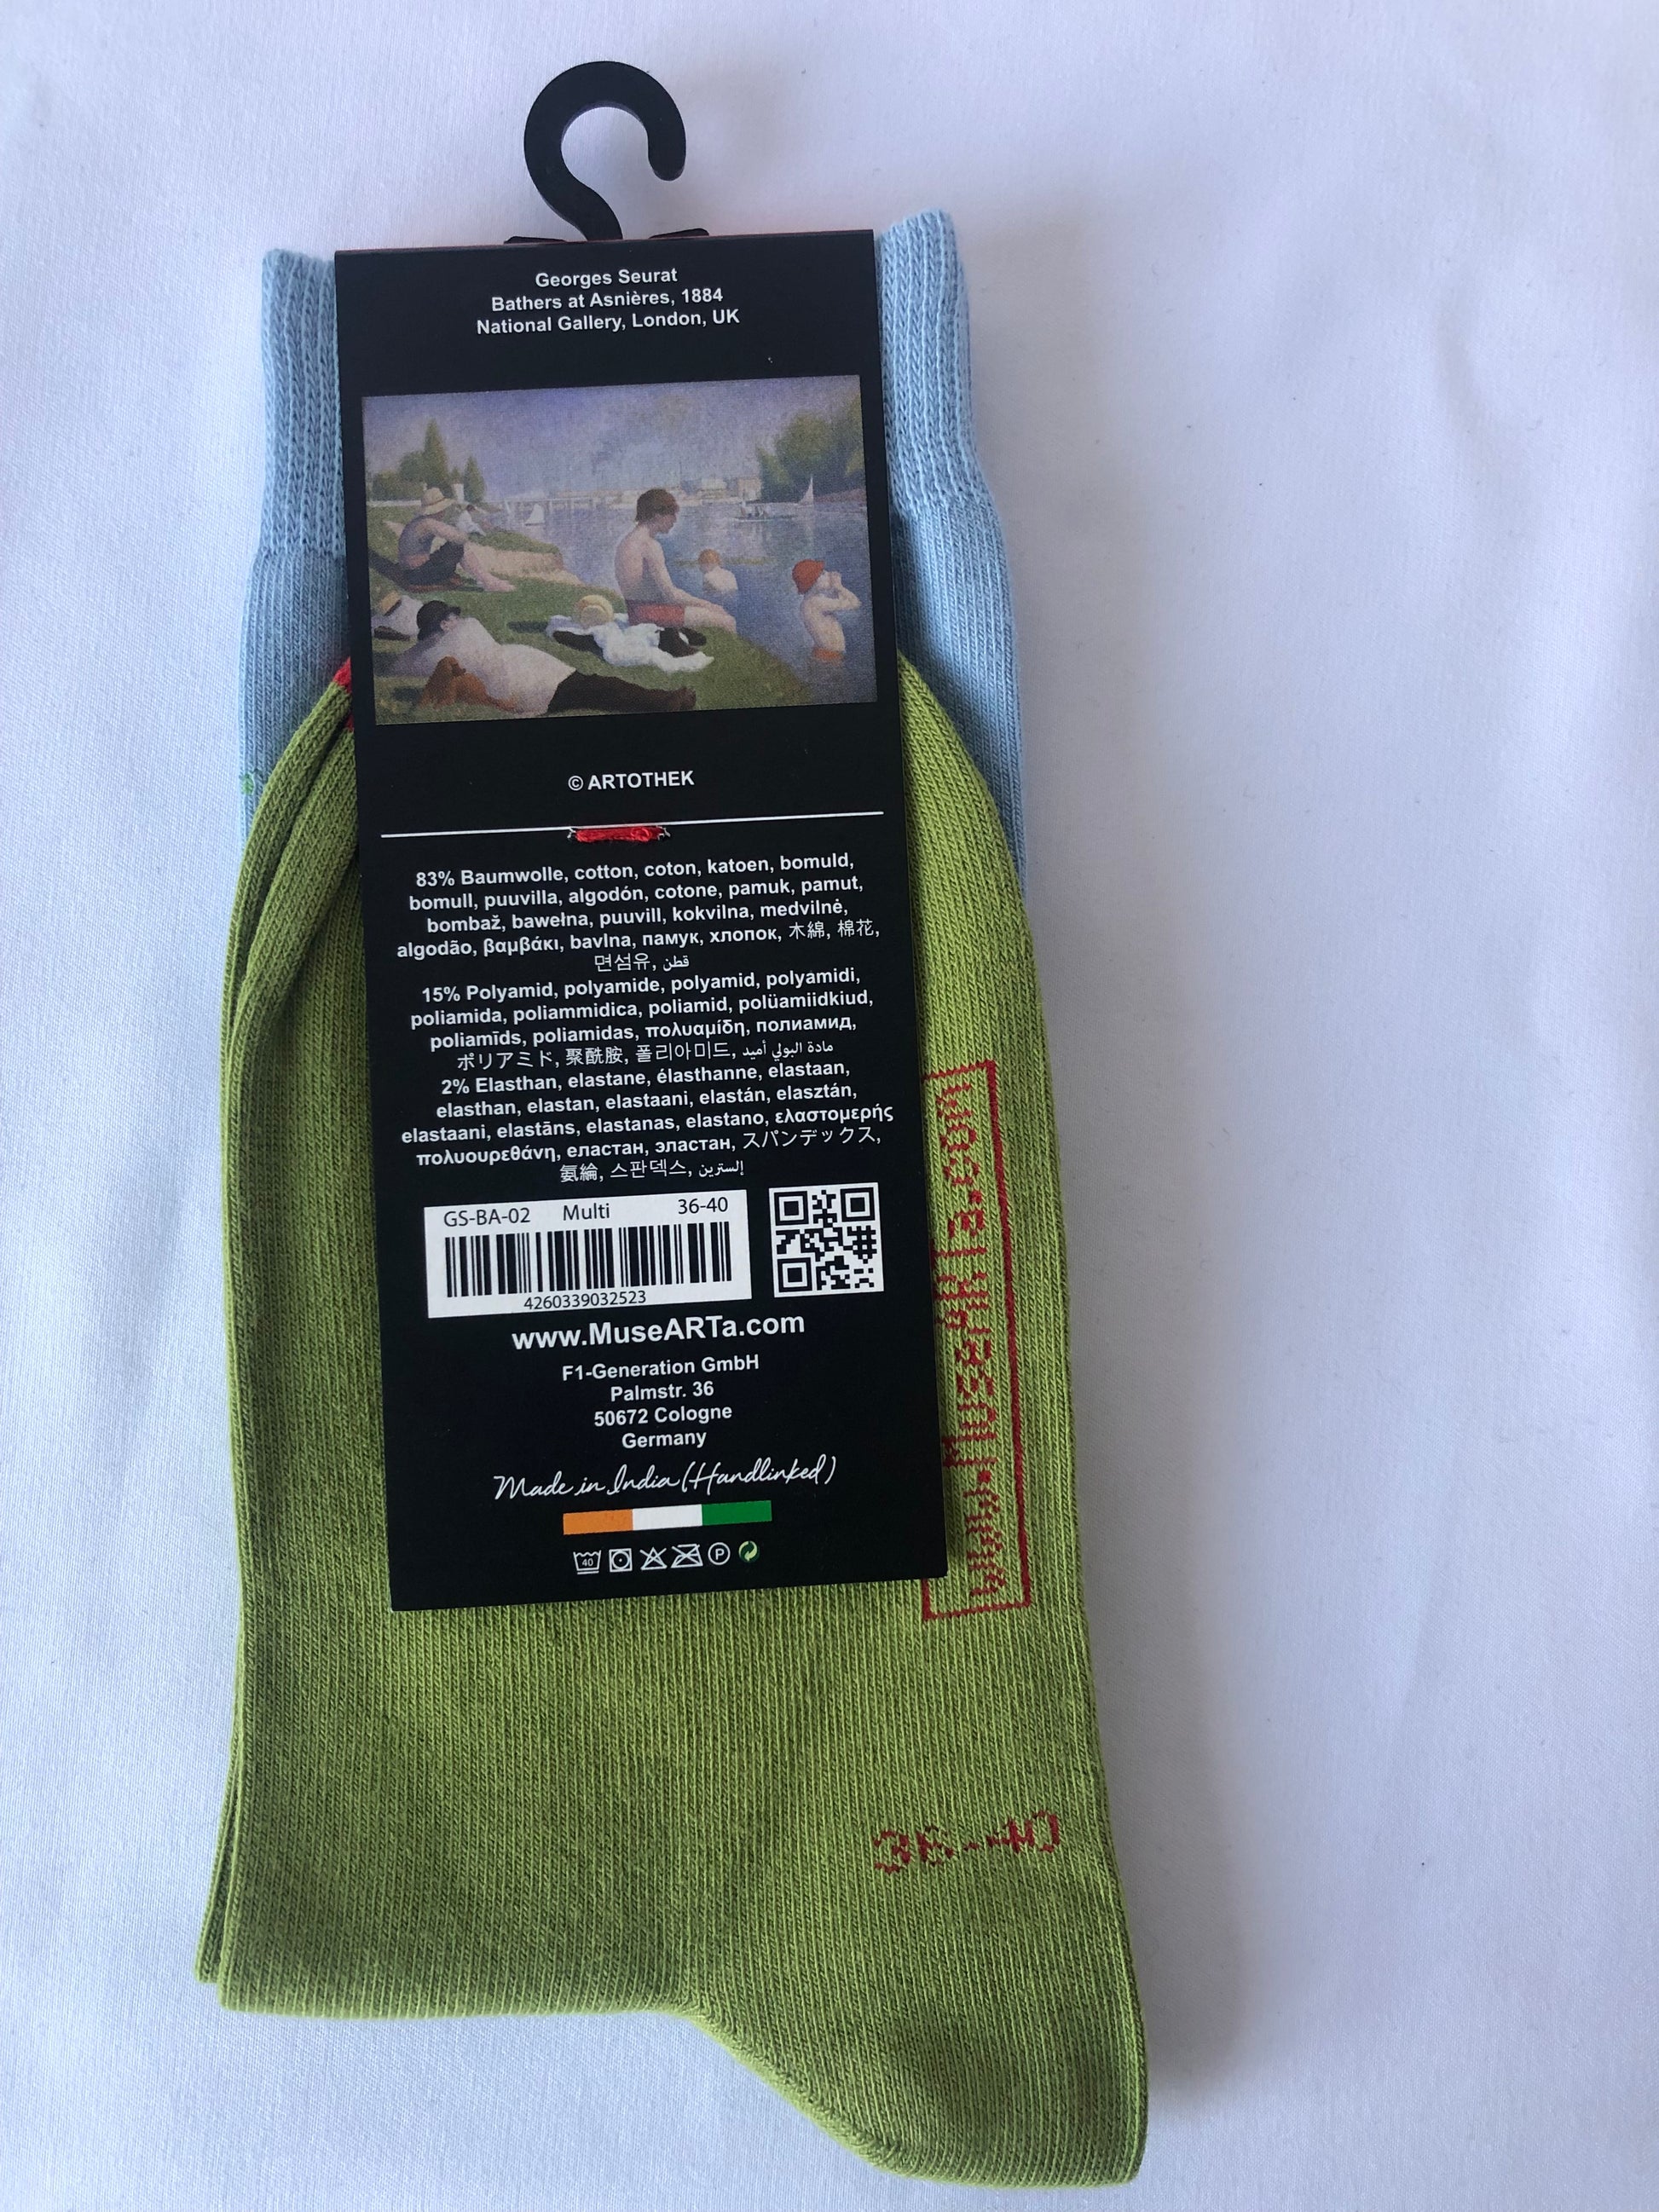 Georges Seurat
Bathers at Asnières, 1884
National Gallery, London, UK
© ARTOTHEK
83% Baumwolle, cotton, coton, katoen, bomuld,
bomull, puuvilla, algodón, cotone, pamuk, pamut,
bombaž, bawełna, puuvill, kokvilna, medvilnė,
algodão, βαμβάκι, bavlna, памук, хлопок, 木綿, 棉花,
면섬유, قطن
15% Polyamid, polyamide, polyamid, polyamidi,
poliamida, poliammidica, poliamid, polüamiidkiud,
poliamīds, poliamidas, πολυαμίδη, полиамид,
ポリアミド, 聚酰胺, 폴리아미드, مادة البولي أميد
2% Elasthan, elastane, élasthanne, elastaan,
elasthan, elastan, elastaani, elastán, elasztán,
elastaani, elastāns, elastanas, elastano, ελαστομερής
πολυουρεθάνη, еластан, эластан, スパンデックス,
氨綸, 스판덱스, إلسترين
GS-BA-02 Multi 36-40
4260339032523
www.MuseARTa.com
F1-Generation GmbH
Palmstr. 36
50672 Cologne
Germany
Made in India (Handlinked)
40 P
www.MuseARTa.com
36-40